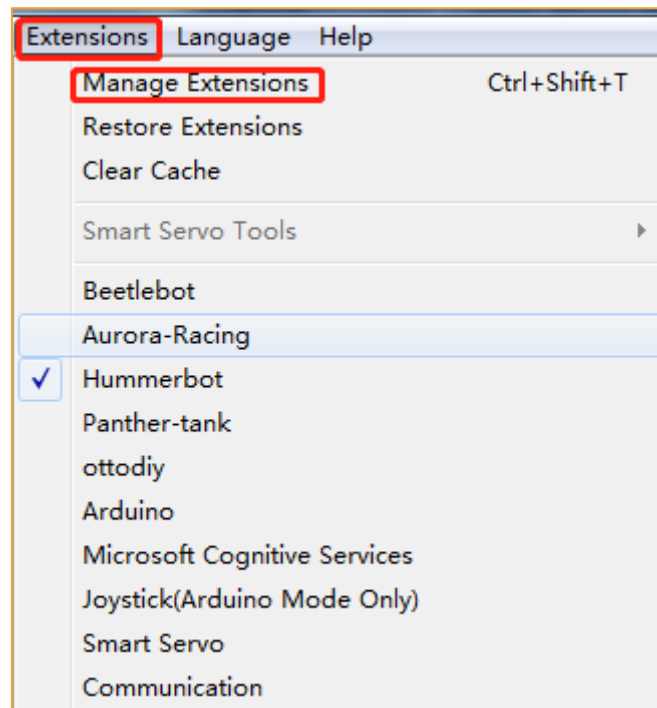 Extensions Language Help
Manage Extensions Ctrl+Shift+T
Restore Extensions
Clear Cache
Smart Servo Tools
Beetlebot
Aurora-Racing
Hummerbot
Panther-tank
ottodiy
Arduino
Microsoft Cognitive Services
Joystick(Arduino Mode Only)
Smart Servo
Communication